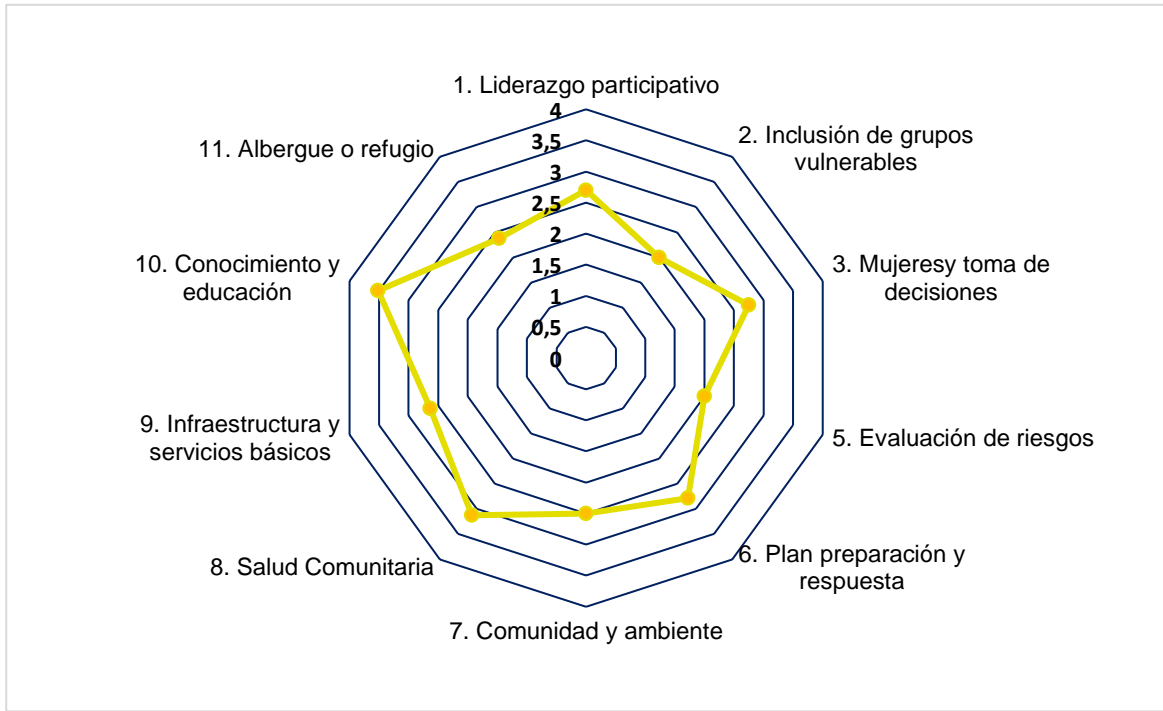 1. Liderazgo participativo
4
3,5
3
2,5
2
1,5
1
0,5
0
2. Inclusión de grupos
vulnerables
3. Mujeresy toma de
decisiones
5. Evaluación de riesgos
6. Plan preparación y
respuesta
7. Comunidad y ambiente
8. Salud Comunitaria
9. Infraestructura y
servicios básicos
10. Conocimiento y
educación
11. Albergue o refugio